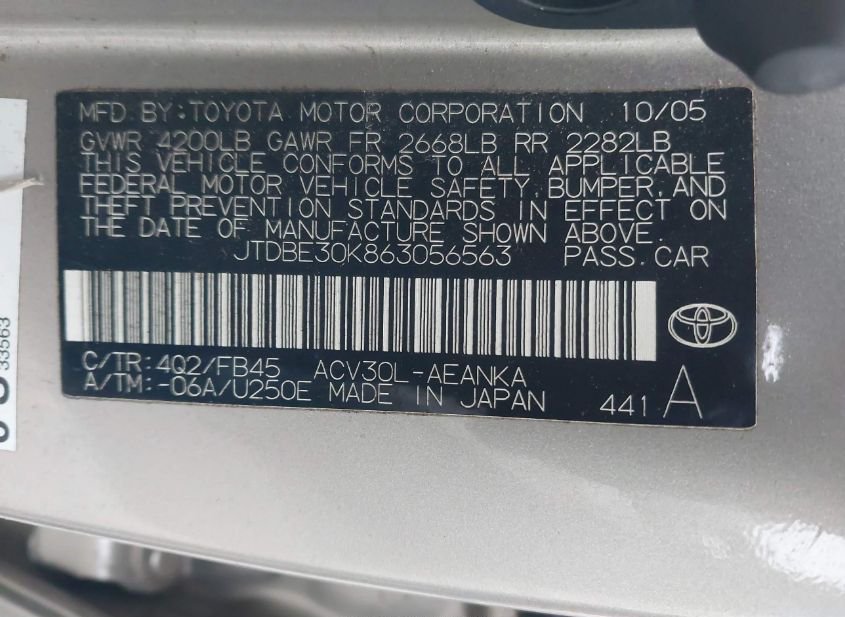 MFD BY:TOYOTA MOTOR CORPORATION 10/05
GVWR 4200LB GAWR FR 2668LB RR 2282LB
THIS VEHICLE CONFORMS TO ALL APPLICABLE
FEDERAL MOTOR VEHICLE SAFETY,BUMPER,AND
THEFT PREVENTION STANDARDS IN EFFECT ON
THE DATE OF MANUFACTURE SHOWN ABOVE.
JTDBE30K863056563 PASS.CAR
C/TR:4Q2/FB45 ACV30L-AEANKA
A/TM:-06A/U250E MADE IN JAPAN 441 A
33563